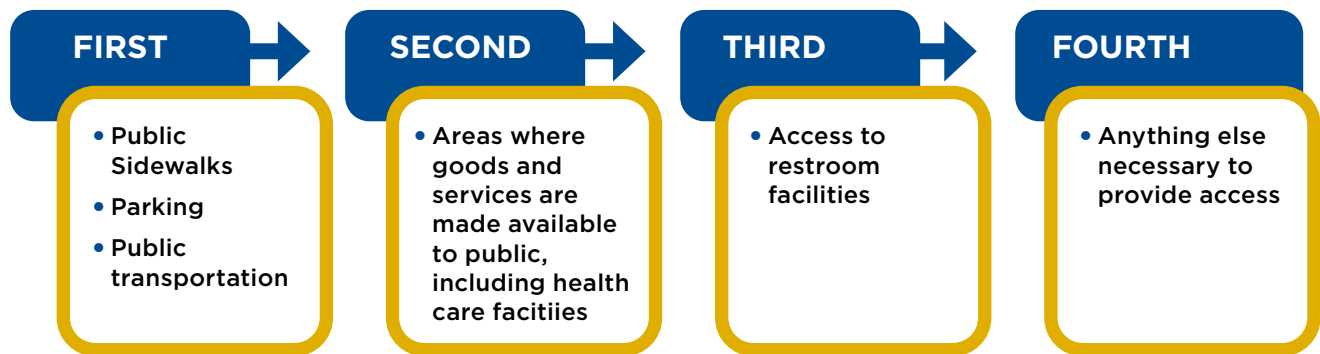 FIRST
• Public
Sidewalks
• Parking
• Public
transportation
SECOND
• Areas where
goods and
services are
made available
to public,
including health
care facitiies
THIRD
• Access to
restroom
facilities
FOURTH
• Anything else
necessary to
provide access